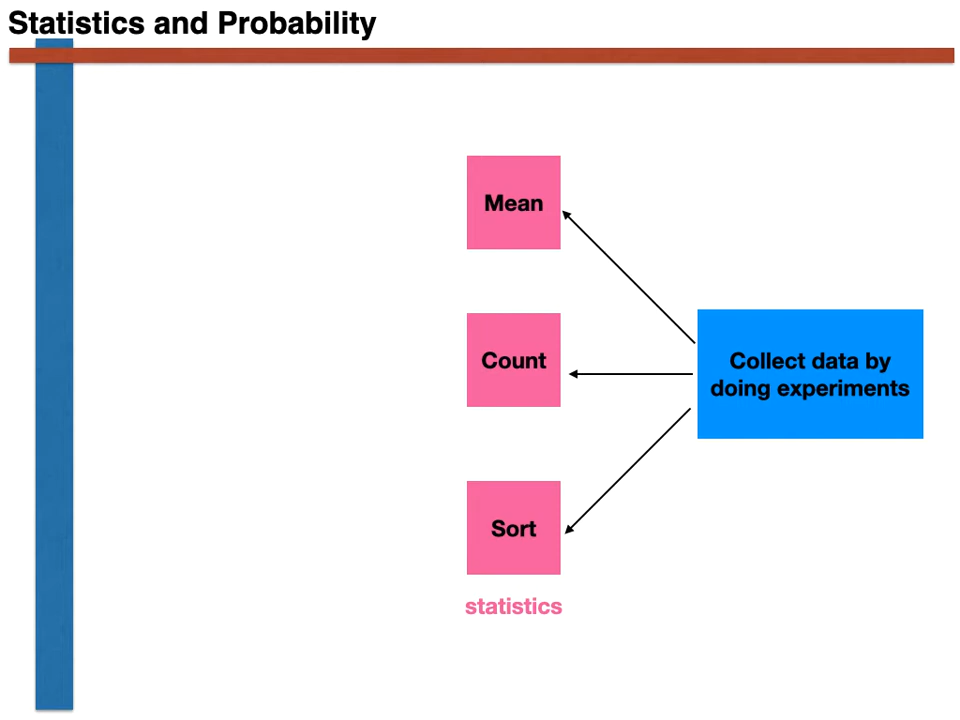 Statistics and Probability
Mean
Count
Collect data by
doing experiments
Sort
statistics